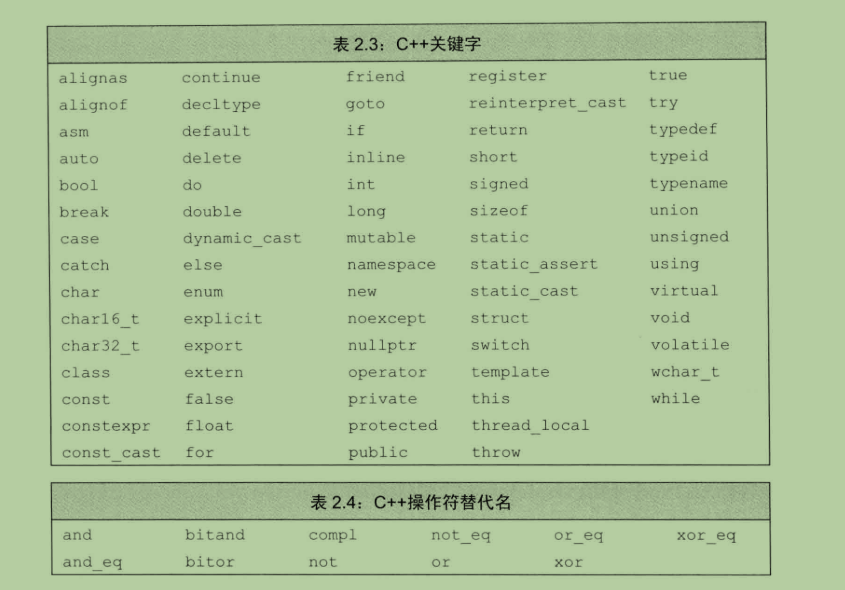 表 2.3：C++关键字
alignas continue friend register true
alignof decltype goto reinterpret_cast try
asm default if return typedef
auto delete inline short typeid
bool do int signed typename
break double long sizeof union
case dynamic_cast mutable static unsigned
catch else namespace static_assert using
char enum new static_cast virtual
char16_t explicit noexcept struct void
char32_t export nullptr switch volatile
class extern operator template wchar_t
const false private this while
constexpr float protected thread_local
const_cast for public throw
表 2.4：C++操作符替代名
and bitand compl not_eq or_eq xor_eq
and_eq bitor not or xor